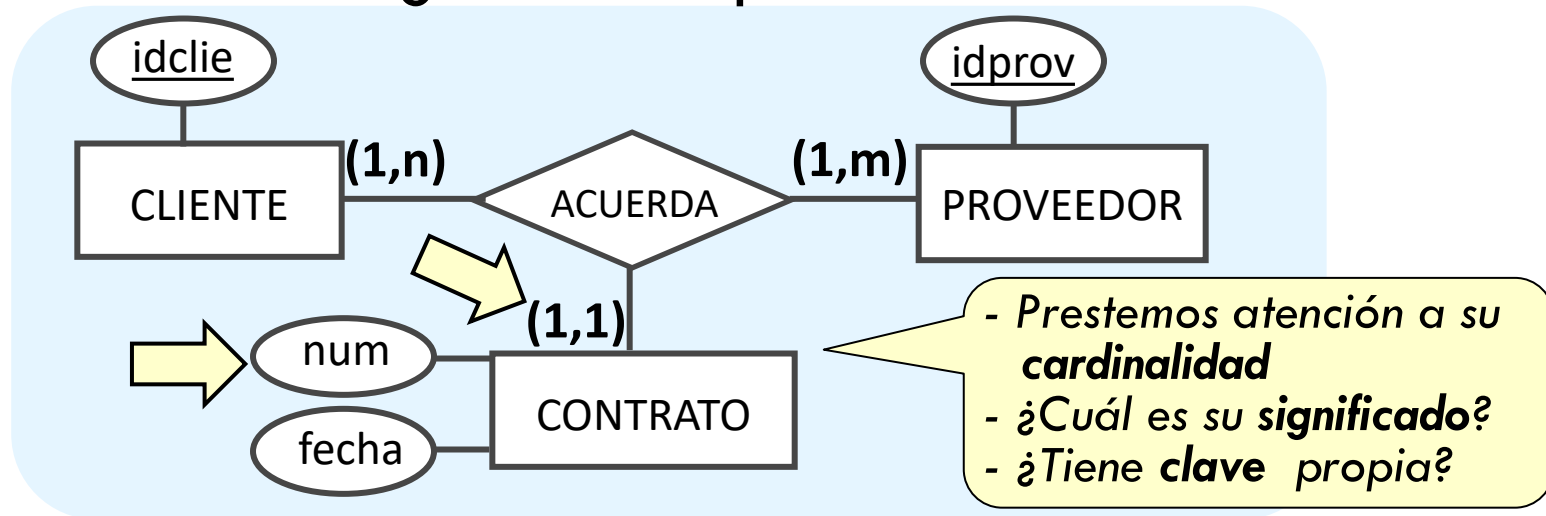 idclie
idprov
(1,n)
(1,m)
CLIENTE
ACUERDA
PROVEEDOR
(1,1)
num
fecha
CONTRATO
- Prestemos atención a su
cardinalidad
- ¿Cuál es su significado?
- ¿Tiene clave propia?